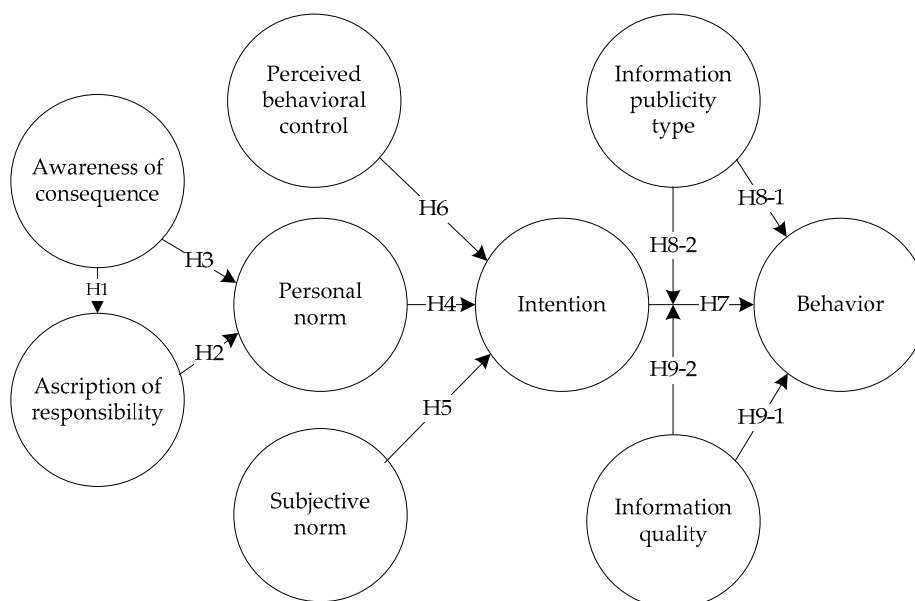 Perceived
behavioral
control
Information
publicity
type
Awareness of
consequence
H8-1
H6
H8-2
H3
H1
Personal
norm
H4
Intention
H7
Behavior
H2
Ascription of
responsibility
H9-2
H5
H9-1
Subjective
norm
Information
quality